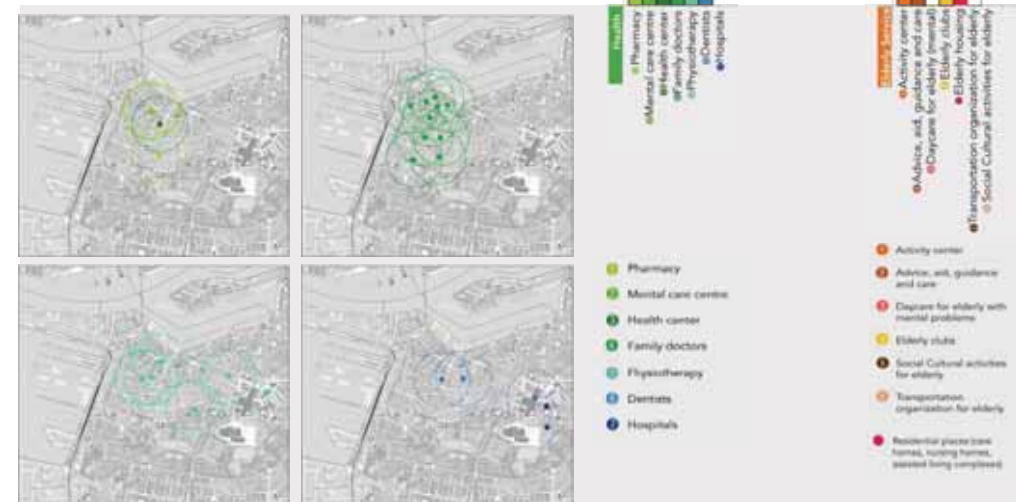 Health
Pharmacy
Mental care centre
Health center
Family doctors
Physiotherapy
Dentists
Hospitals
Elderly Service
Activity center
Advice, aid, guidance and care
Daycare for elderly (mental)
Elderly clubs
Elderly housing
Transportation organization for elderly
Social Cultural activities for elderly
Pharmacy
Mental care centre
Health center
Family doctors
Physiotherapy
Dentists
Hospitals
Activity center
Advice, aid, guidance
and care
Daycare for elderly with
mental problems
Elderly clubs
Social Cultural activities
for elderly
Transportation
organization for elderly
Residential places (care
homes, nursing homes,
assisted living complexes)